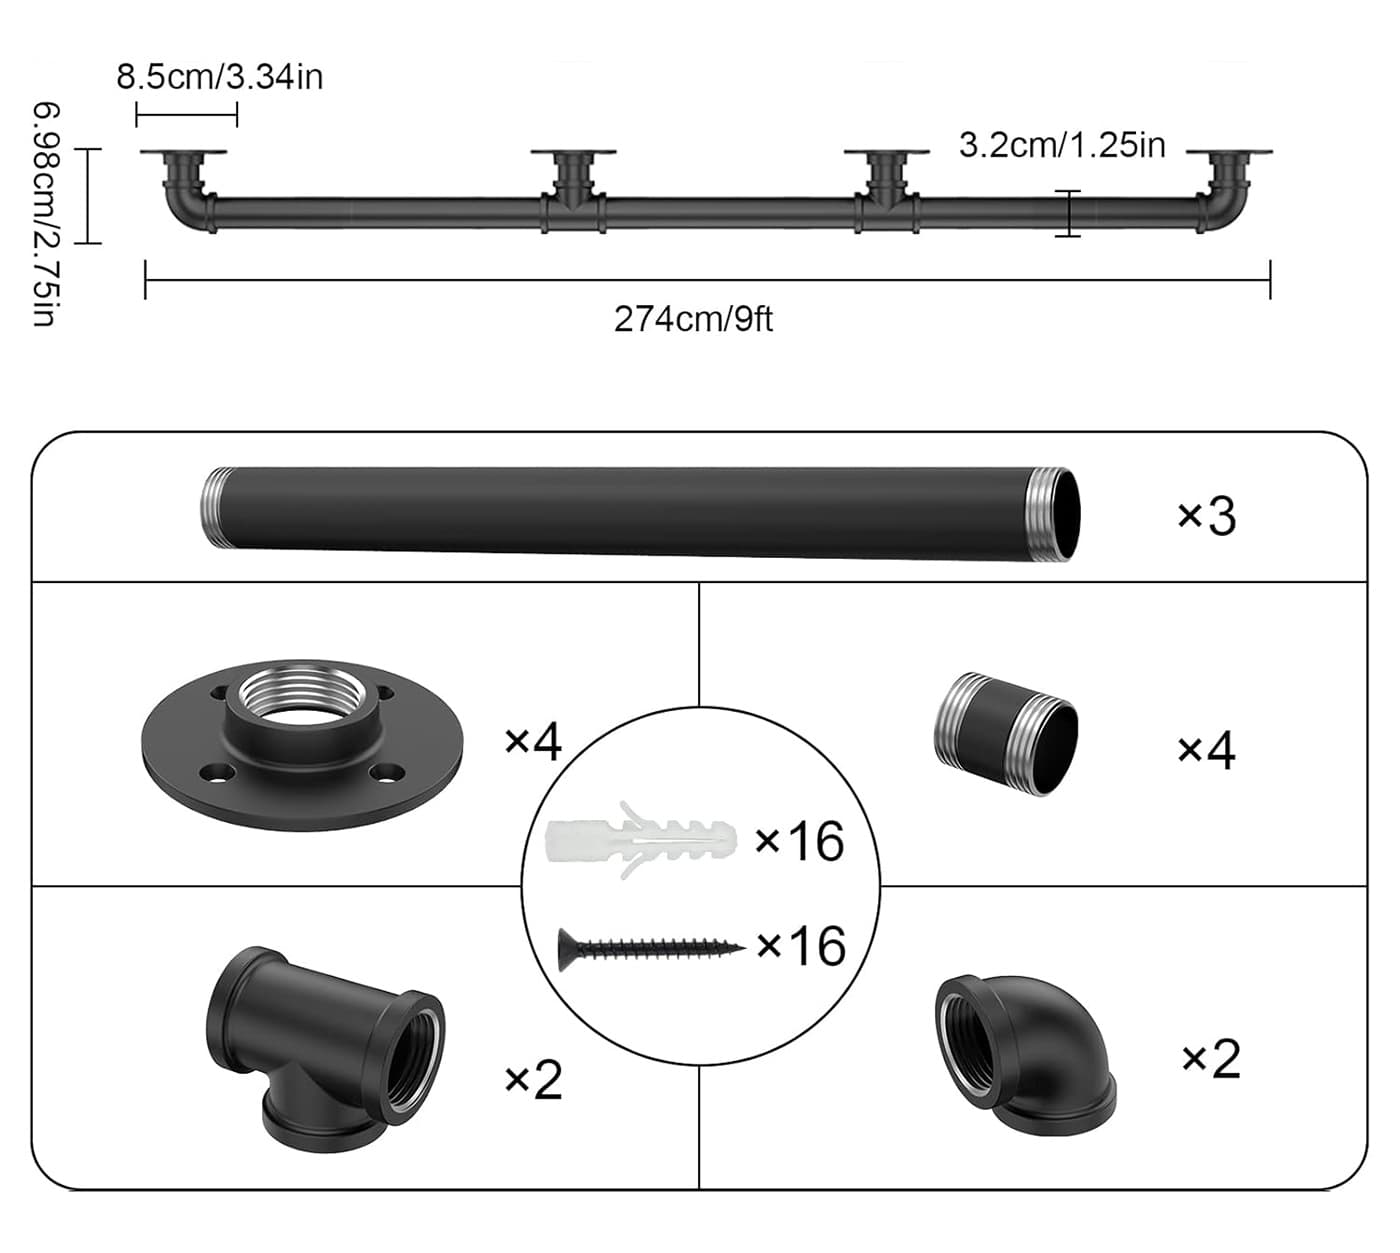 8.5cm/3.34in
6.98cm/2.75in
3.2cm/1.25in
274cm/9ft
×3
×4
×4
×16
×16
×2
×2